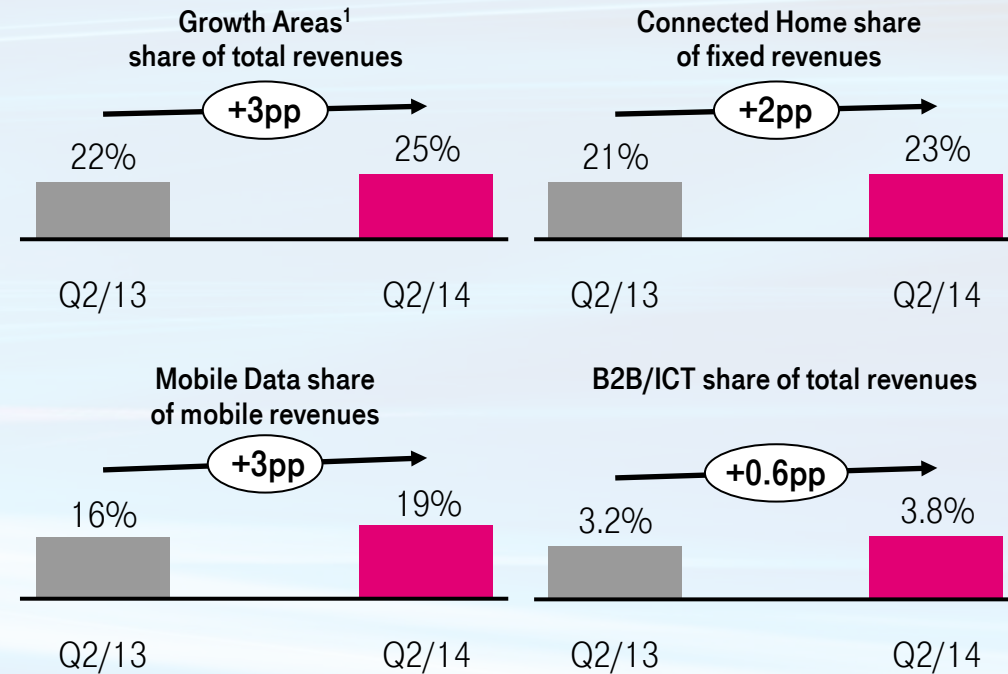 Growth Areas¹
share of total revenues
+3pp
22%
25%
Q2/13
Q2/14
Connected Home share
of fixed revenues
+2pp
21%
23%
Q2/13
Q2/14
Mobile Data share
of mobile revenues
+3pp
16%
19%
Q2/13
Q2/14
B2B/ICT share of total revenues
+0.6pp
3.2%
3.8%
Q2/13
Q2/14